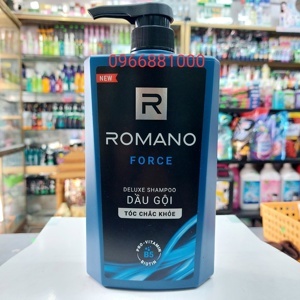 0966881000
NEW
R
ROMANO
FORCE
DELUXE SHAMPOO
DẦU GỘI
TÓC CHẮC KHỎE
PRO-VITAMIN
B5
BIOTIN